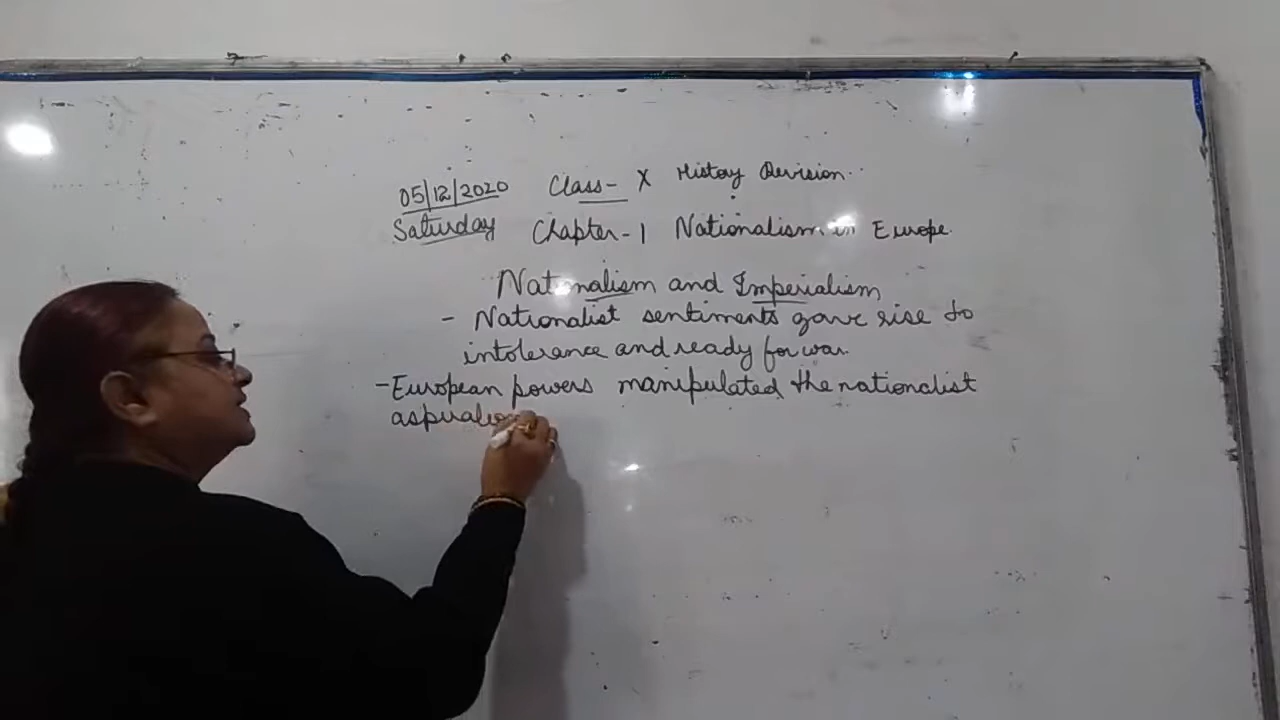 05/12/2020 Class- X History Revision..
Saturday Chapter-1 Nationalism in Europe.
Nationalism and Imperialism
- Nationalist sentiments gave rise to
intolerence and ready for war.
- European powers manipulated the nationalist